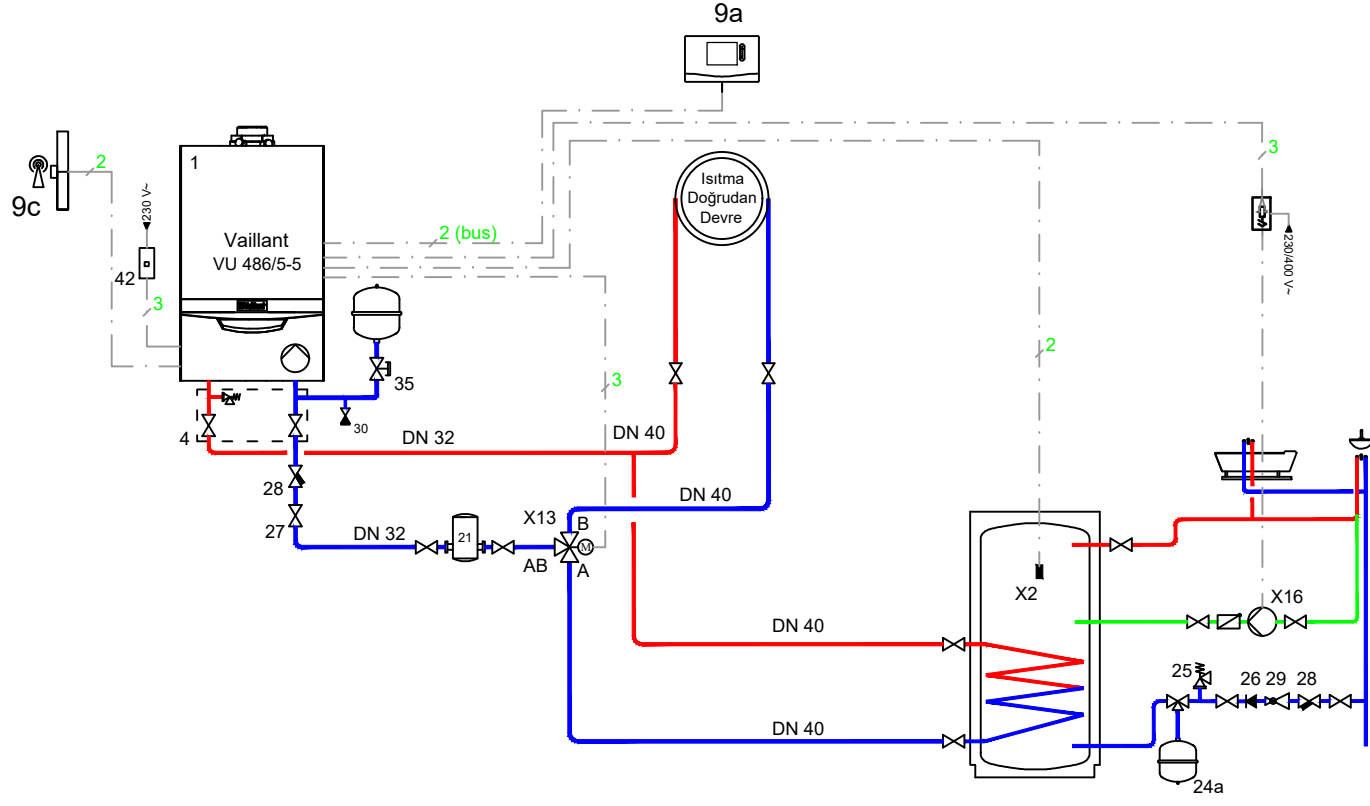 9a
2
9c
230 V~
42
3
1
Vaillant
VU 486/5-5
2 (bus)
Isıtma
Doğrudan
Devre
3
230/400 V~
35
30
4
DN 32
DN 40
3
2
28
27
DN 32
21
X13
B
M
AB
A
DN 40
X2
X16
DN 40
DN 40
25
26
29
28
24a